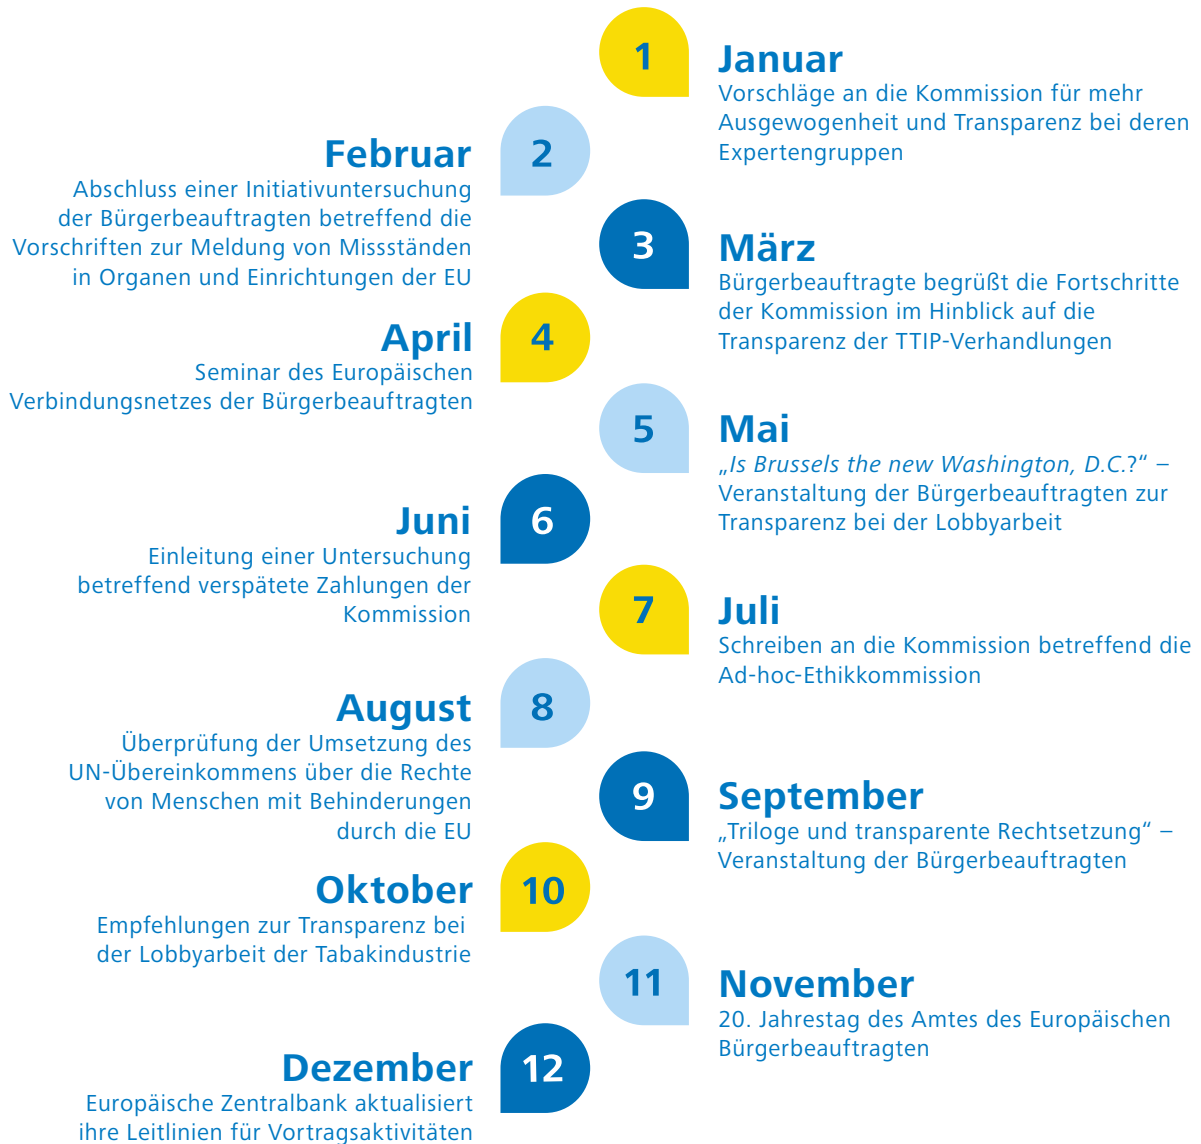 1
Januar
Vorschläge an die Kommission für mehr
Ausgewogenheit und Transparenz bei deren
Expertengruppen
2
Februar
Abschluss einer Initiativuntersuchung
der Bürgerbeauftragten betreffend die
Vorschriften zur Meldung von Missständen
in Organen und Einrichtungen der EU
3
März
Bürgerbeauftragte begrüßt die Fortschritte
der Kommission im Hinblick auf die
Transparenz der TTIP-Verhandlungen
4
April
Seminar des Europäischen
Verbindungsnetzes der Bürgerbeauftragten
5
Mai
„Is Brussels the new Washington, D.C.?“ –
Veranstaltung der Bürgerbeauftragten zur
Transparenz bei der Lobbyarbeit
6
Juni
Einleitung einer Untersuchung
betreffend verspätete Zahlungen der
Kommission
7
Juli
Schreiben an die Kommission betreffend die
Ad-hoc-Ethikkommission
8
August
Überprüfung der Umsetzung des
UN-Übereinkommens über die Rechte
von Menschen mit Behinderungen
durch die EU
9
September
„Triloge und transparente Rechtsetzung“ –
Veranstaltung der Bürgerbeauftragten
10
Oktober
Empfehlungen zur Transparenz bei
der Lobbyarbeit der Tabakindustrie
11
November
20. Jahrestag des Amtes des Europäischen
Bürgerbeauftragten
12
Dezember
Europäische Zentralbank aktualisiert
ihre Leitlinien für Vortragsaktivitäten